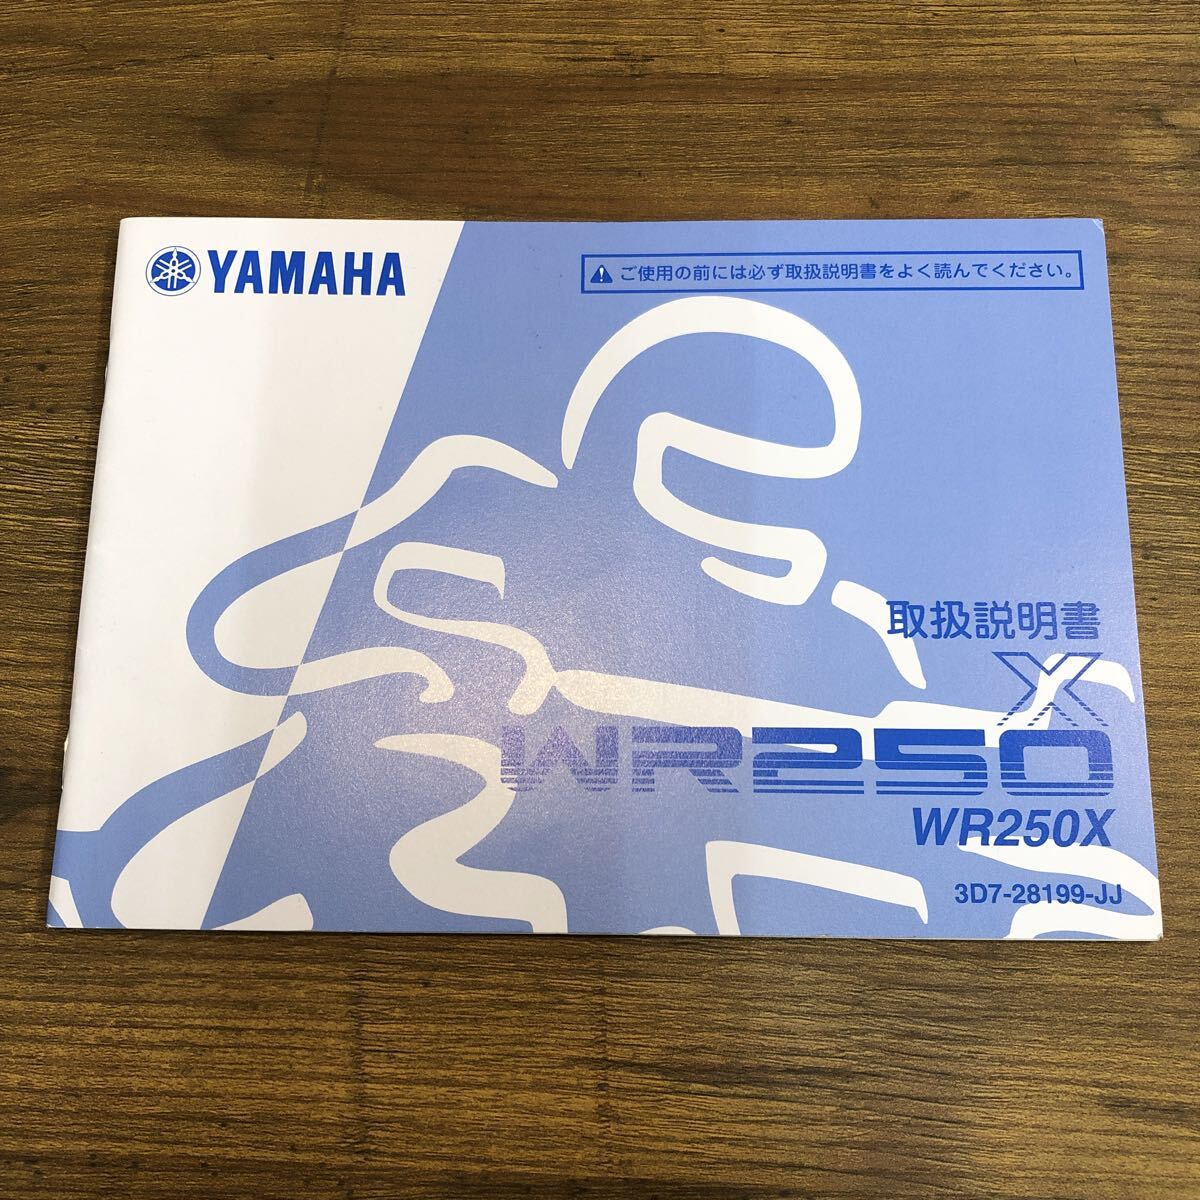 YAMAHA
ご使用の前には必ず取扱説明書をよく読んでください。
取扱説明書
X
WR250
WR250X
3D7-28199-JJ